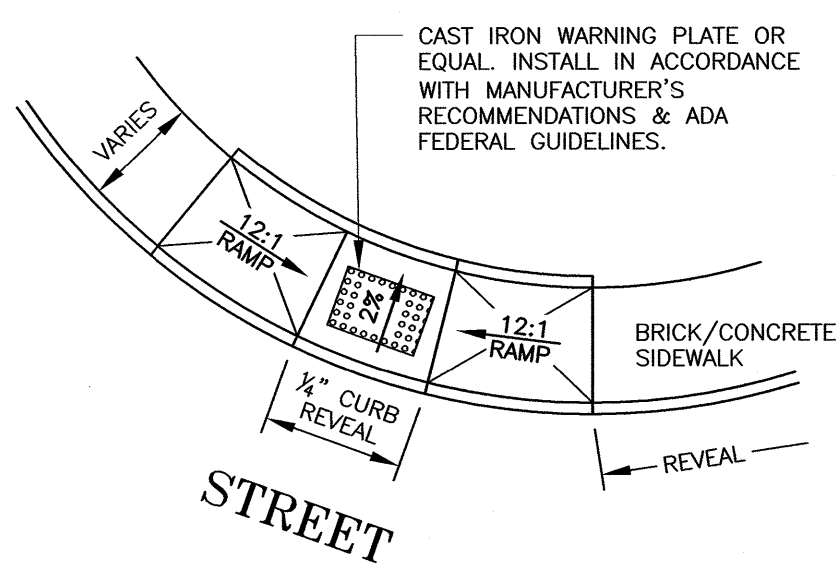 CAST IRON WARNING PLATE OR
EQUAL. INSTALL IN ACCORDANCE
WITH MANUFACTURER'S
RECOMMENDATIONS & ADA
FEDERAL GUIDELINES.
VARIES
12:1
RAMP
2%
12:1
RAMP
BRICK/CONCRETE
SIDEWALK
1/4" CURB
REVEAL
REVEAL
STREET